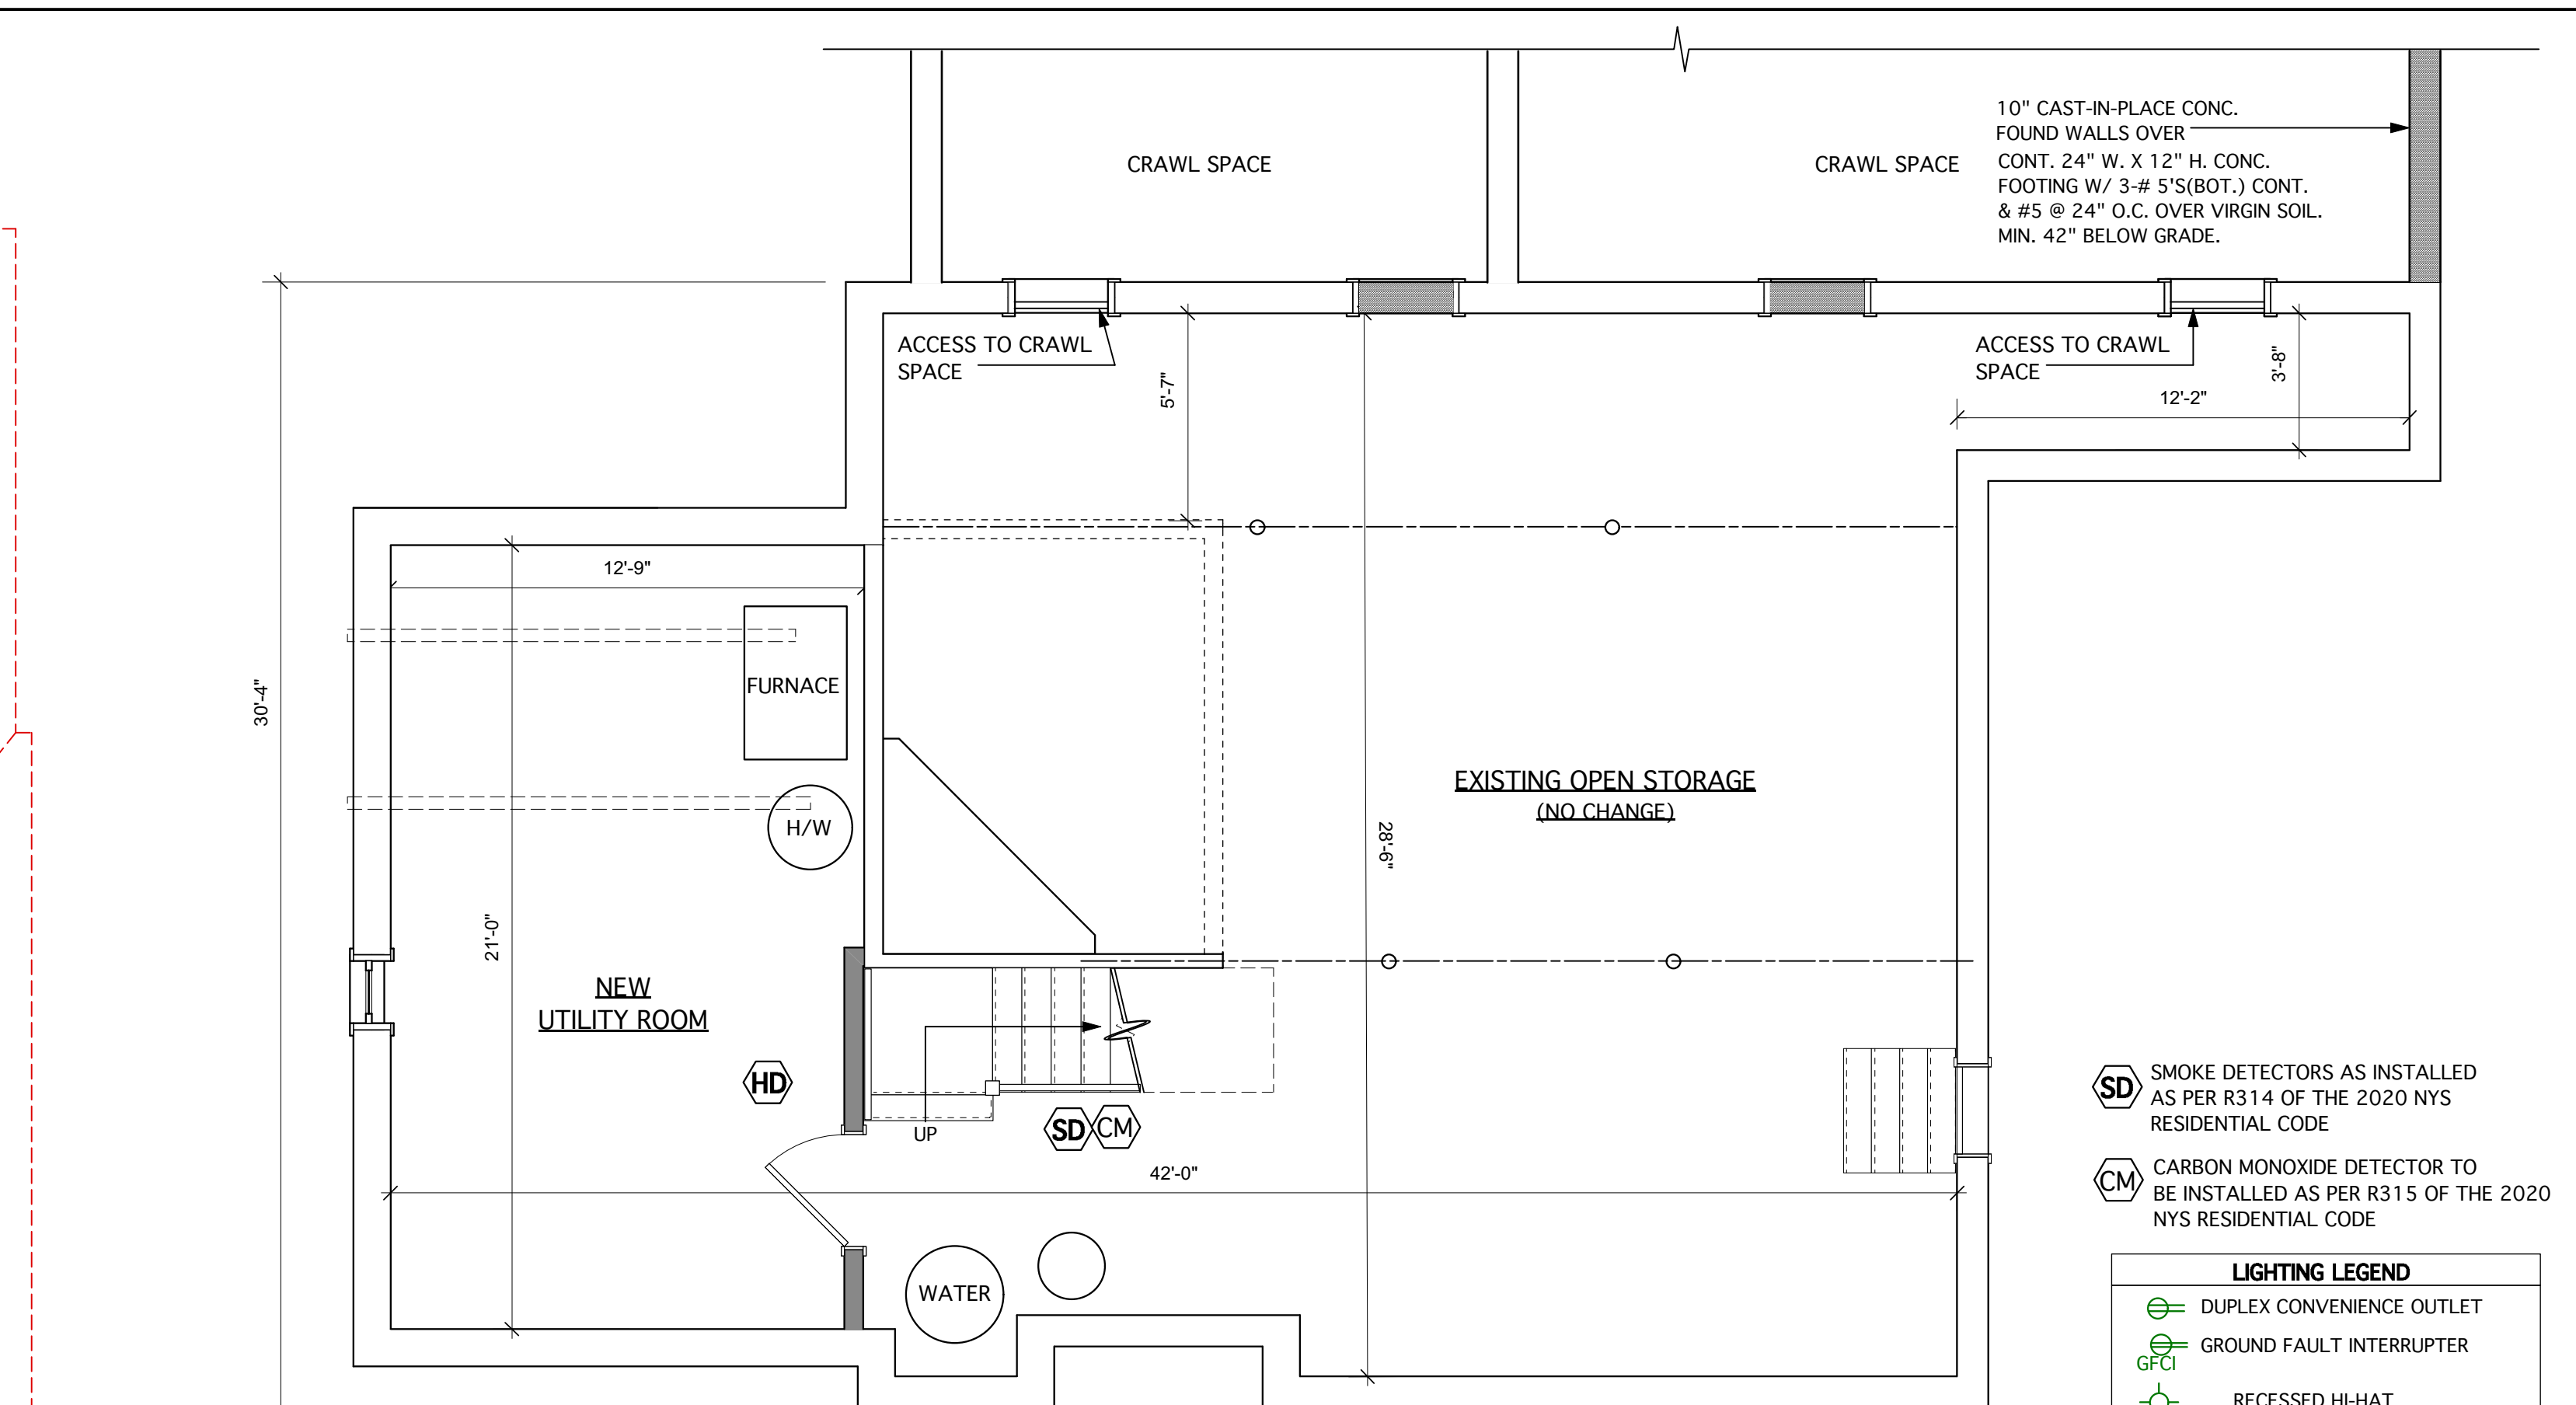 10" CAST-IN-PLACE CONC.
FOUND WALLS OVER
CONT. 24" W. X 12" H. CONC.
FOOTING W/ 3-# 5'S(BOT.) CONT.
& #5 @ 24" O.C. OVER VIRGIN SOIL.
MIN. 42" BELOW GRADE.
CRAWL SPACE
CRAWL SPACE
ACCESS TO CRAWL
SPACE
ACCESS TO CRAWL
SPACE
5'-7"
3'-8"
12'-2"
12'-9"
30'-4"
FURNACE
EXISTING OPEN STORAGE
(NO CHANGE)
H/W
28'-6"
21'-0"
NEW
UTILITY ROOM
HD
UP
SD
CM
42'-0"
WATER
SD
SMOKE DETECTORS AS INSTALLED
AS PER R314 OF THE 2020 NYS
RESIDENTIAL CODE
CM
CARBON MONOXIDE DETECTOR TO
BE INSTALLED AS PER R315 OF THE 2020
NYS RESIDENTIAL CODE
LIGHTING LEGEND
DUPLEX CONVENIENCE OUTLET
GROUND FAULT INTERRUPTER
GFCI
RECESSED HI-HAT